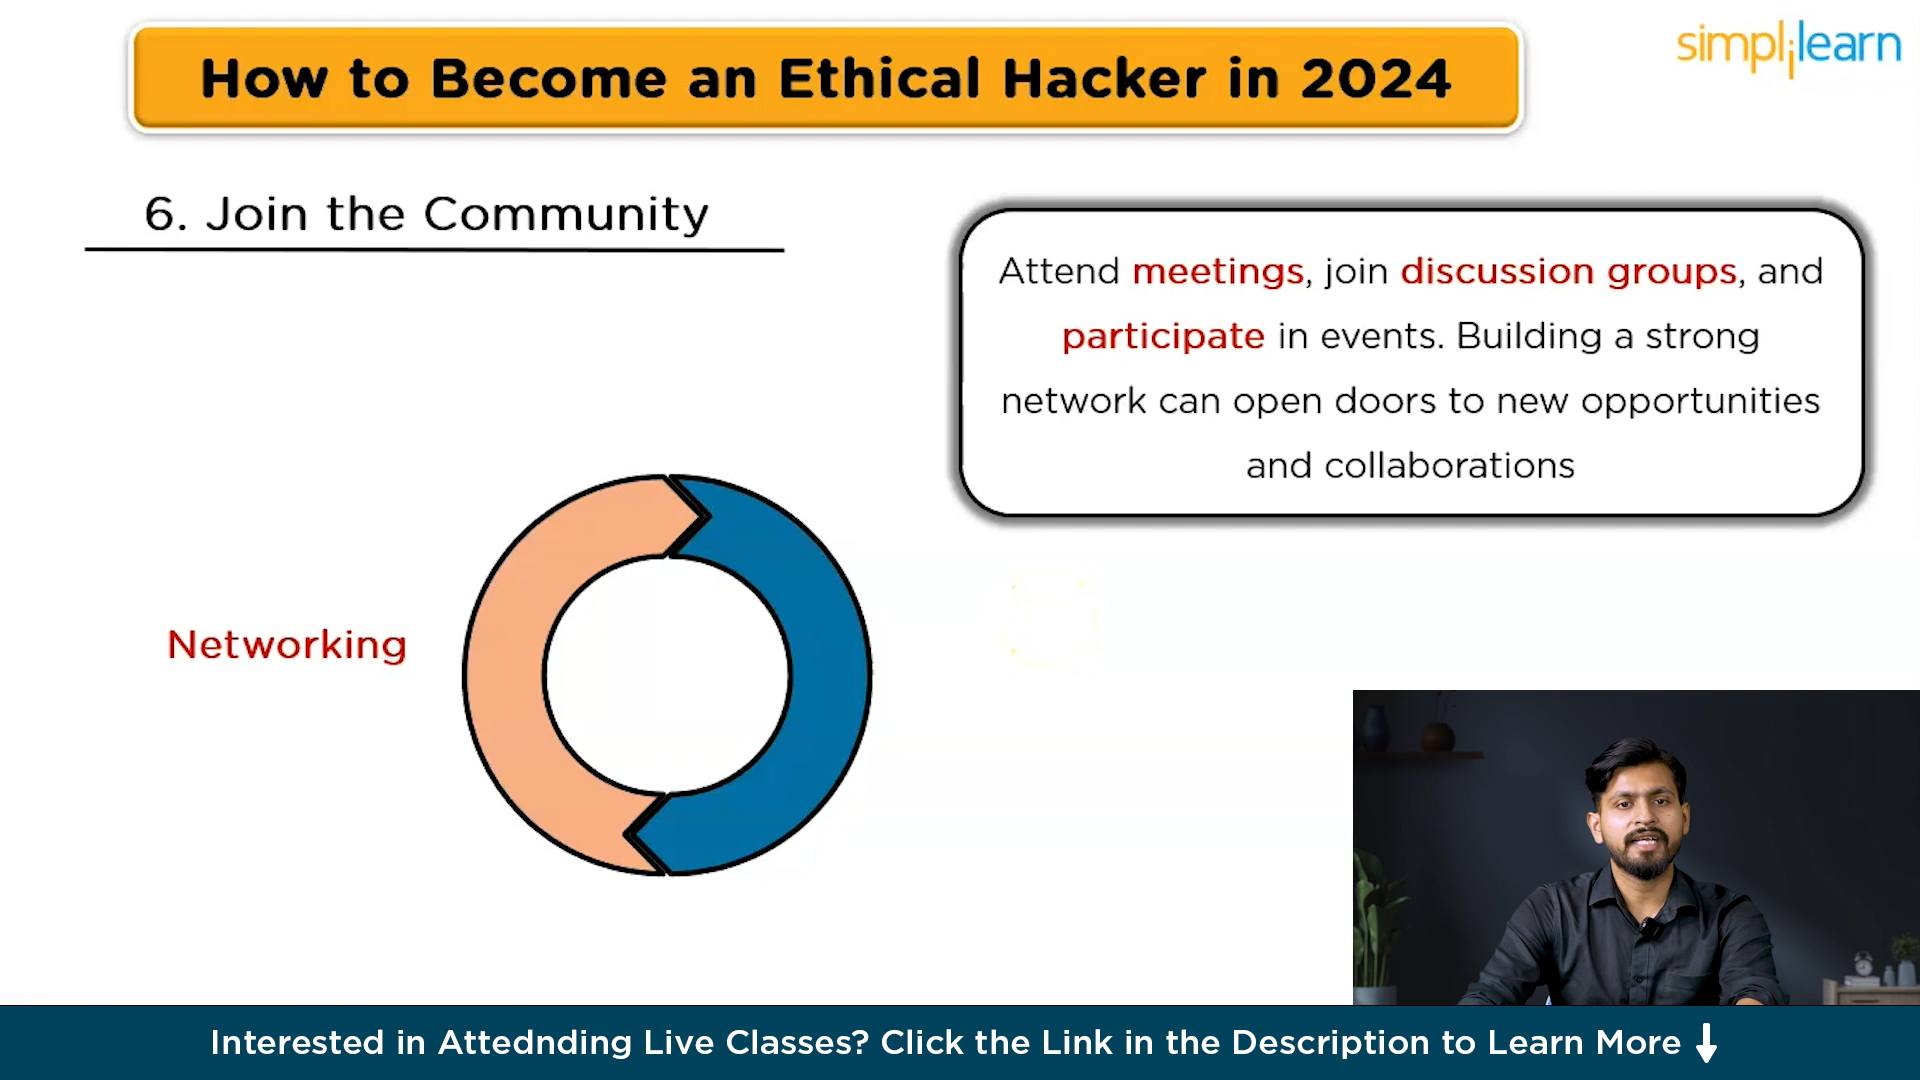 How to Become an Ethical Hacker in 2024
simplilearn
6. Join the Community
Attend meetings, join discussion groups, and
participate in events. Building a strong
network can open doors to new opportunities
and collaborations
Networking
Interested in Attednding Live Classes? Click the Link in the Description to Learn More